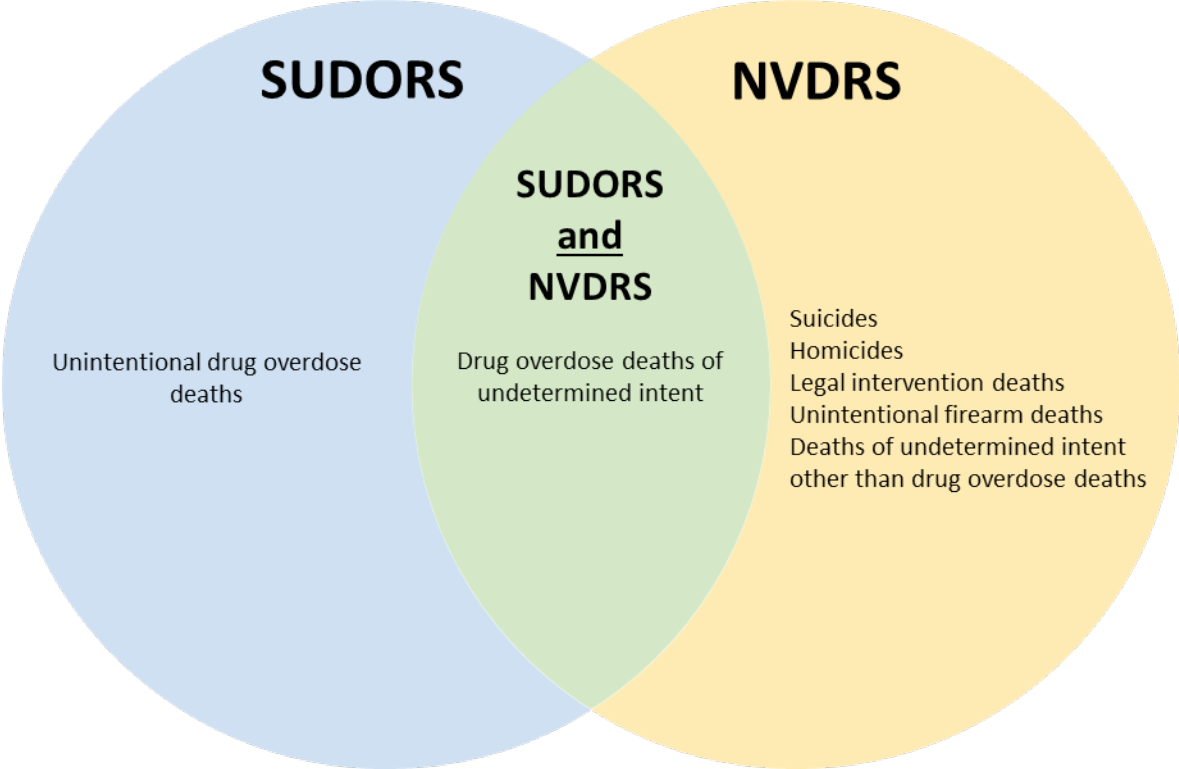 SUDORS
NVDRS
SUDORS
and
NVDRS
Unintentional drug overdose
deaths
Drug overdose deaths of
undetermined intent
Suicides
Homicides
Legal intervention deaths
Unintentional firearm deaths
Deaths of undetermined intent
other than drug overdose deaths